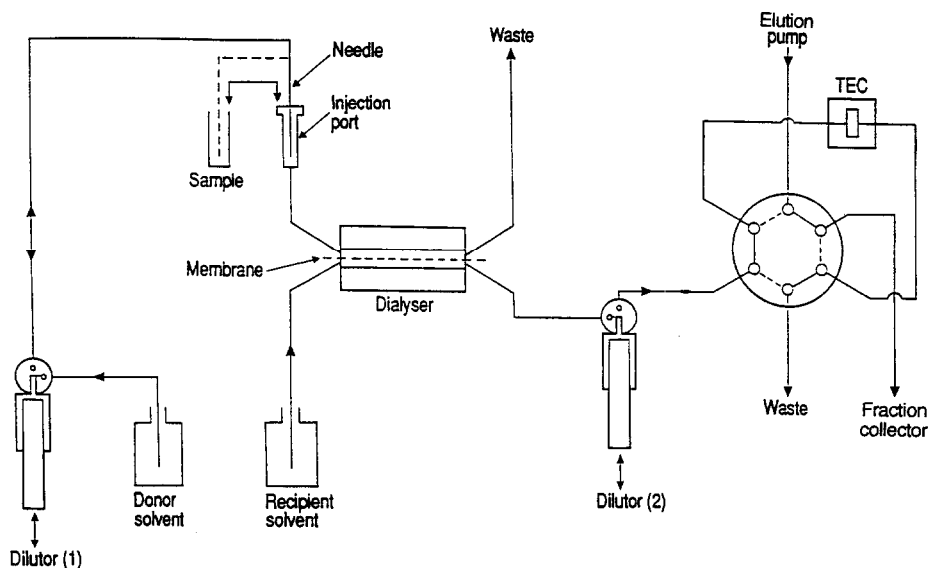 Elution
pump
Waste
Needle
TEC
Injection
port
Sample
Membrane
Dialyser
Waste
Fraction
collector
Donor
solvent
Recipient
solvent
Dilutor (2)
Dilutor (1)